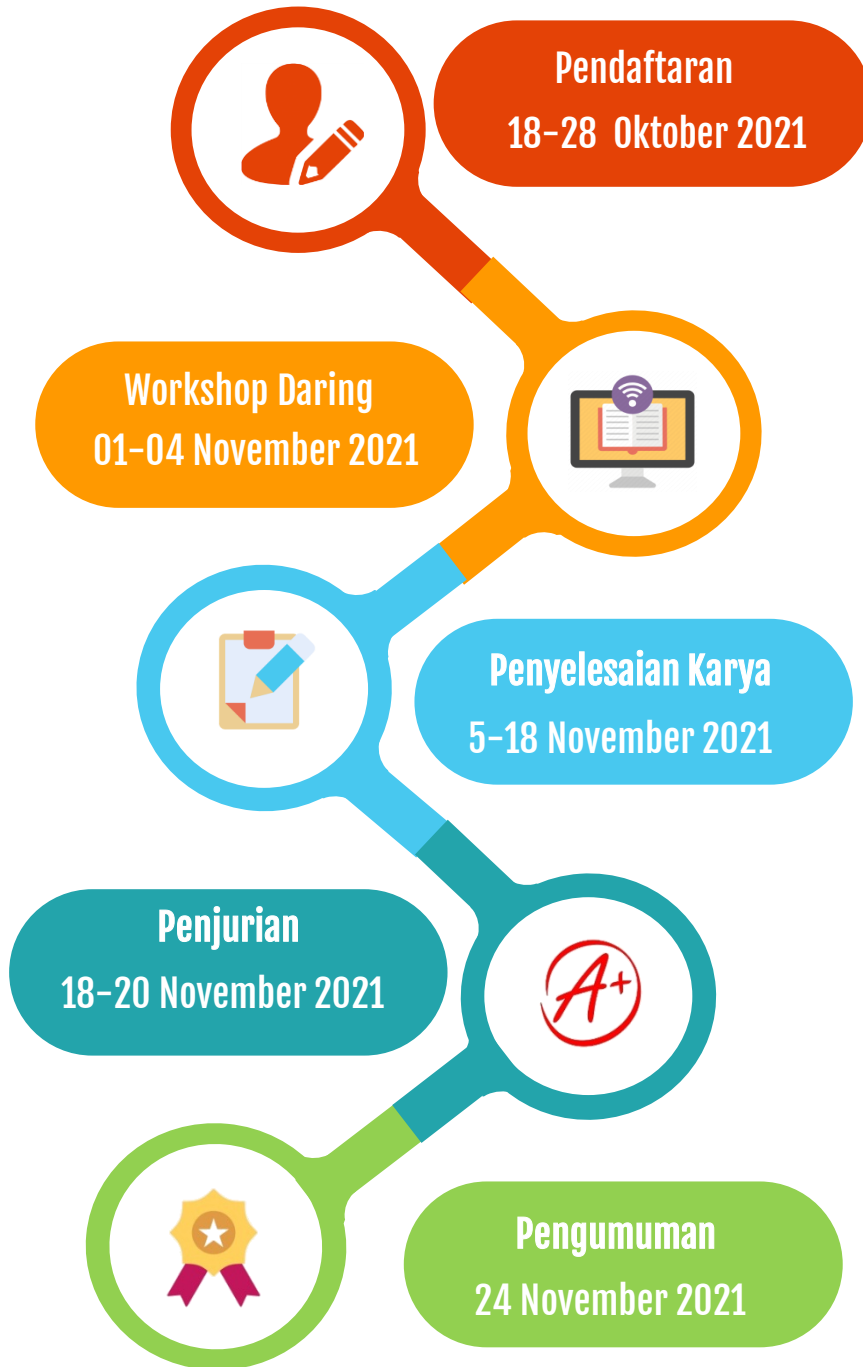 Pendaftaran
18-28 Oktober 2021
Workshop Daring
01-04 November 2021
Penyelesaian Karya
5-18 November 2021
Penjurian
18-20 November 2021
A+
Pengumuman
24 November 2021